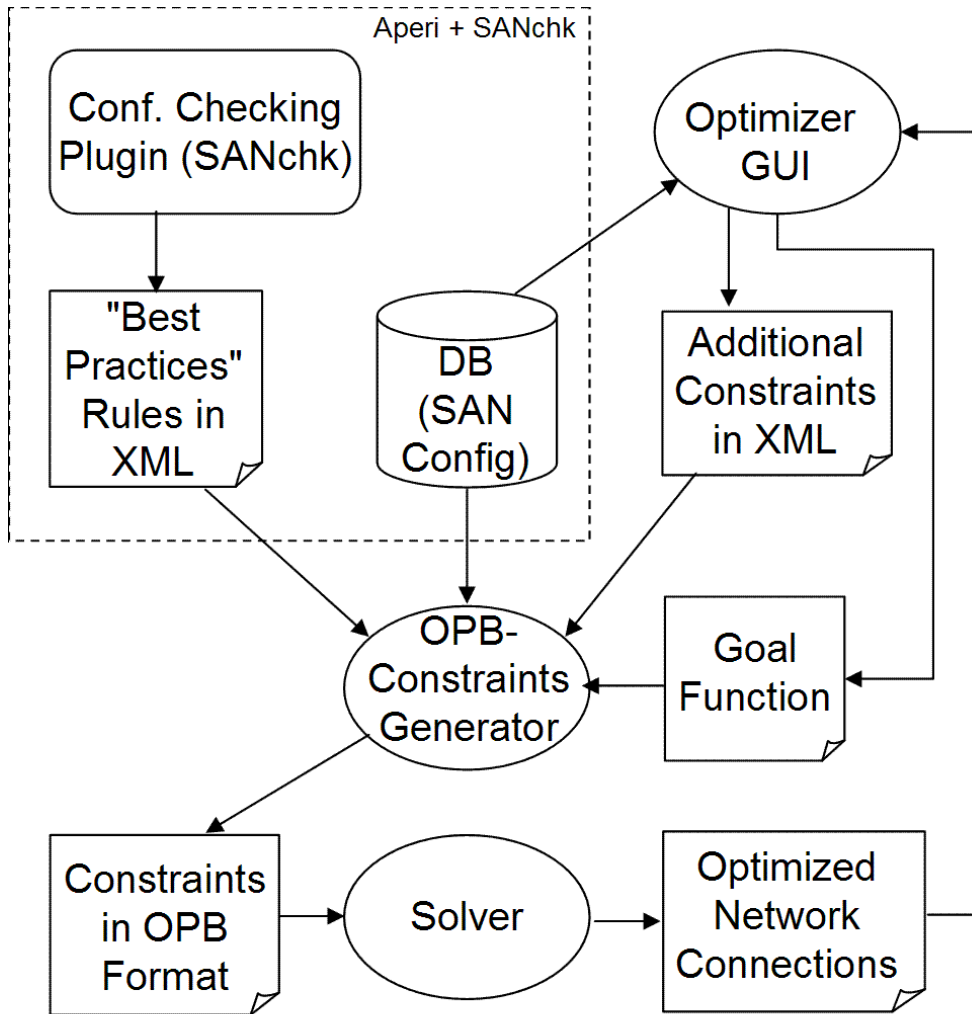 Aperi + SANchk
Conf. Checking
Plugin (SANchk)
Optimizer
GUI
"Best
Practices"
Rules in
XML
DB
(SAN
Config)
Additional
Constraints
in XML
OPB-
Constraints
Generator
Goal
Function
Constraints
in OPB
Format
Solver
Optimized
Network
Connections